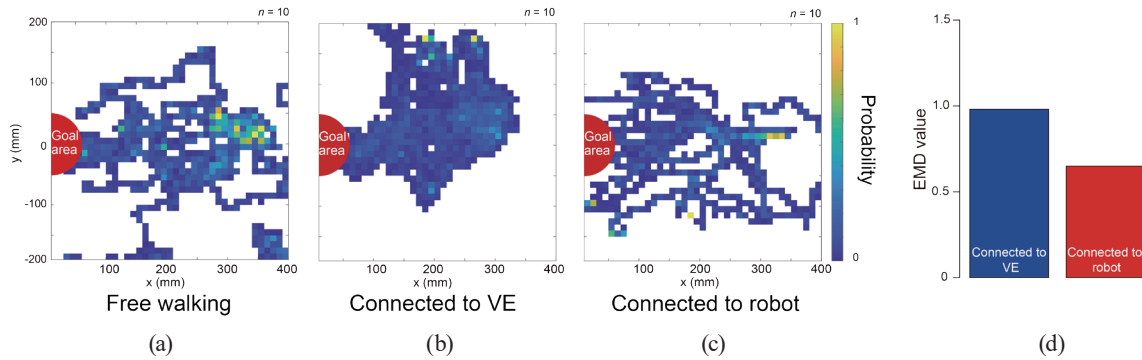 n = 10
200
100
0
-100
-200
y (mm)
Goal
area
100
200
300
400
x (mm)
Free walking
(a)
n = 10
Goal
area
0
100
200
300
400
x (mm)
Connected to VE
(b)
n = 10
Goal
area
0
100
200
300
400
x (mm)
Connected to robot
(c)
1
Probability
0
1.5
1.0
0.5
0
EMD value
Connected to
VE
Connected to
robot
(d)